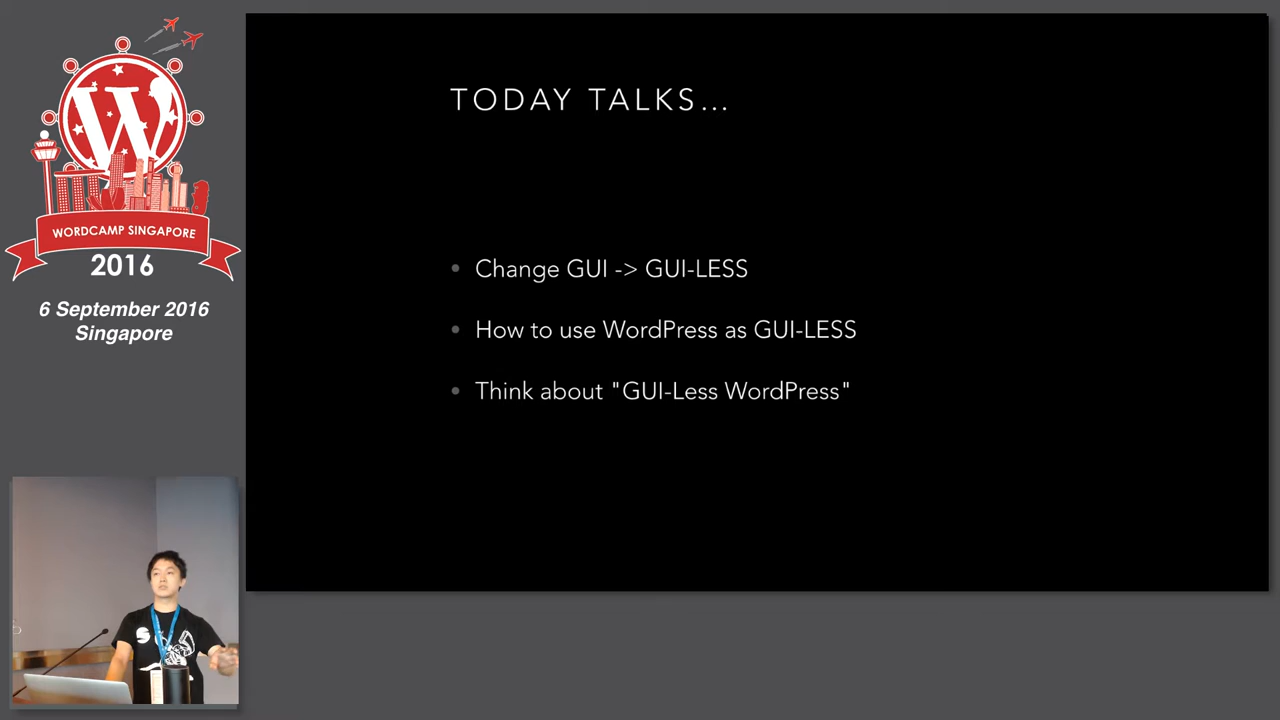 WORDCAMP SINGAPORE
2016
6 September 2016
Singapore
TODAY TALKS...
• Change GUI -> GUI-LESS
• How to use WordPress as GUI-LESS
• Think about "GUI-Less WordPress"